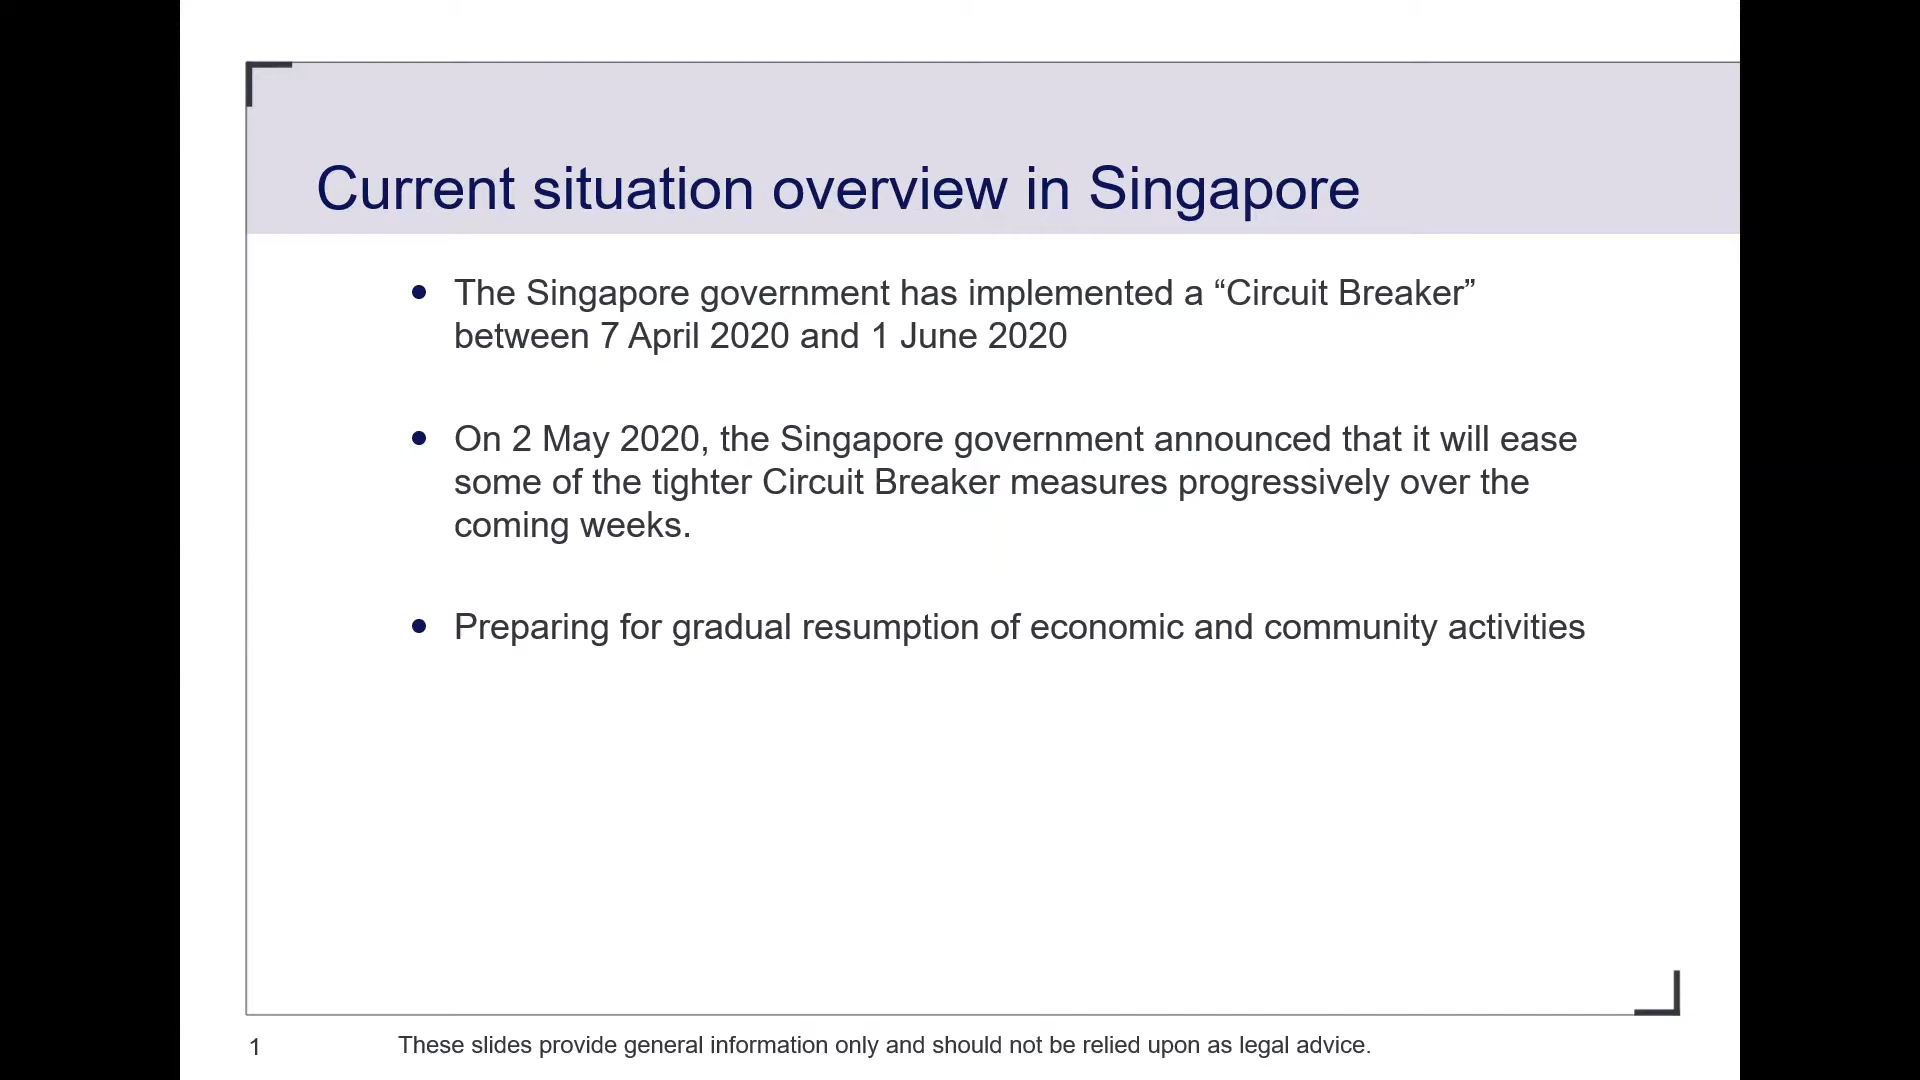 Current situation overview in Singapore
• The Singapore government has implemented a “Circuit Breaker”
between 7 April 2020 and 1 June 2020
• On 2 May 2020, the Singapore government announced that it will ease
some of the tighter Circuit Breaker measures progressively over the
coming weeks.
• Preparing for gradual resumption of economic and community activities
1
These slides provide general information only and should not be relied upon as legal advice.